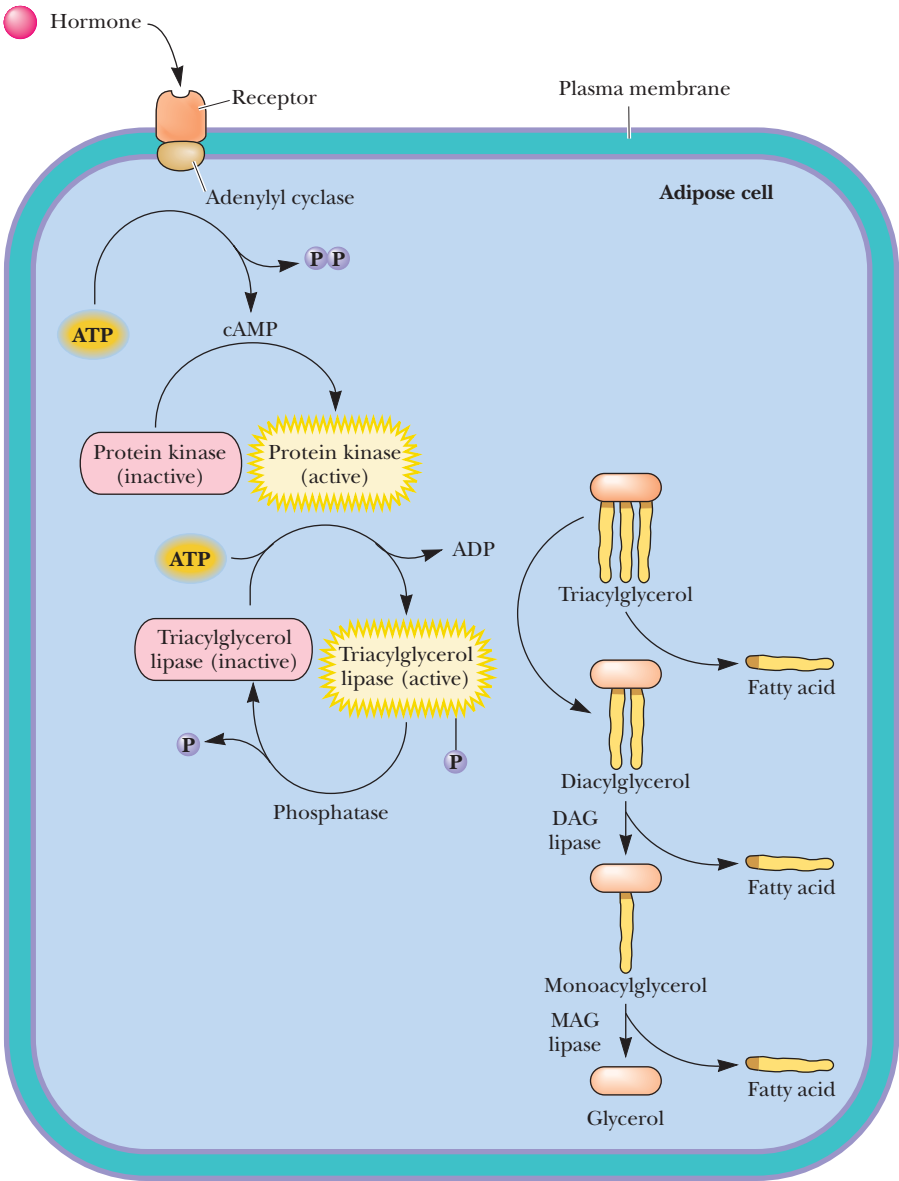 Hormone
Receptor
Plasma membrane
Adenylyl cyclase
Adipose cell
P P
ATP
cAMP
Protein kinase
(inactive)
Protein kinase
(active)
ATP
ADP
Triacylglycerol
lipase (inactive)
Triacylglycerol
lipase (active)
P
P
Phosphatase
Triacylglycerol
Fatty acid
Diacylglycerol
DAG
lipase
Fatty acid
Monoacylglycerol
MAG
lipase
Fatty acid
Glycerol